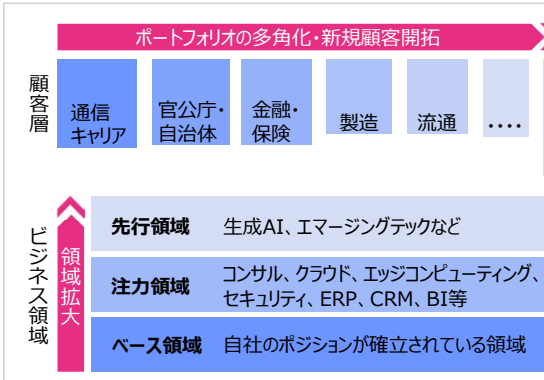 ポートフォリオの多角化・新規顧客開拓
顧客層
通信
キャリア
官公庁・
自治体
金融・
保険
製造
流通
‥‥
ビジネス領域
領域拡大
先行領域 生成AI、エマージングテックなど
注力領域 コンサル、クラウド、エッジコンピューティング、
セキュリティ、ERP、CRM、BI等
ベース領域 自社のポジションが確立されている領域